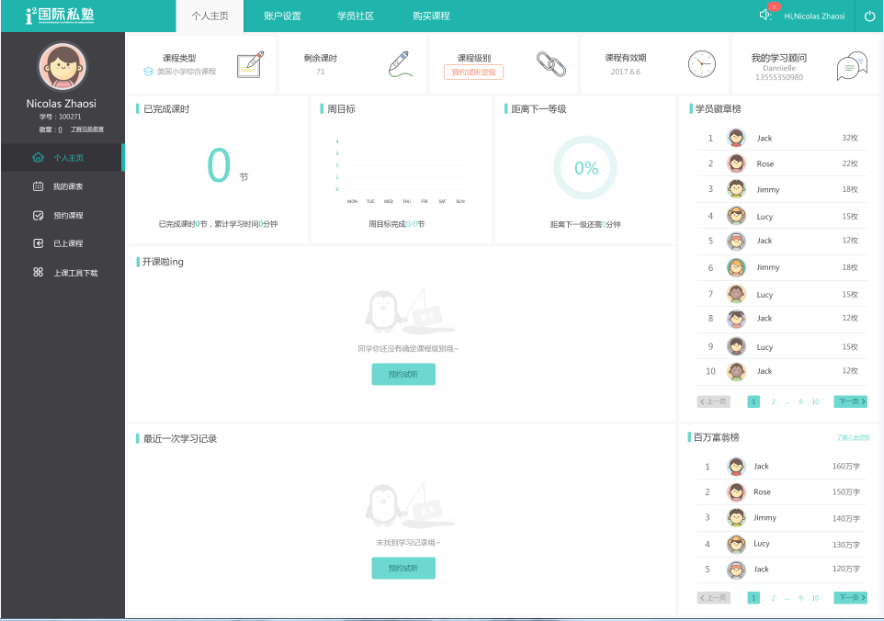 i²国际私塾
个人主页
账户设置
学员社区
购买课程
1
Hi,Nicolas Zhaosi
Nicolas Zhaosi
学号：100271
徽章：0 了解兑换徽章
个人主页
我的课表
预约课程
已上课程
上课工具下载
课程类型
美国小学综合课程
剩余课时
71
课程级别
预约试听定级
课程有效期
2017.6.6
我的学习顾问
Dannielle
13555350980
已完成课时
0 节
已完成课时0节，累计学习时间0分钟
周目标
4
3
2
1
0
MON TUE WED THU FRI SAT SUN
周目标完成0/0节
距离下一等级
0%
距离下一级还需0分钟
开课啦ing
同学你还没有确定课程级别哦~
预约试听
最近一次学习记录
未找到学习记录哦~
预约试听
学员徽章榜
1 Jack 32枚
2 Rose 22枚
3 Jimmy 18枚
4 Lucy 15枚
5 Jack 12枚
6 Jimmy 18枚
7 Lucy 15枚
8 Jack 12枚
9 Lucy 15枚
10 Jack 12枚
上一页 1 2 ... 9 10 下一页
百万富翁榜
1 Jack 160万字
2 Rose 150万字
3 Jimmy 140万字
4 Lucy 130万字
5 Jack 120万字
上一页 1 2 ... 9 10 下一页